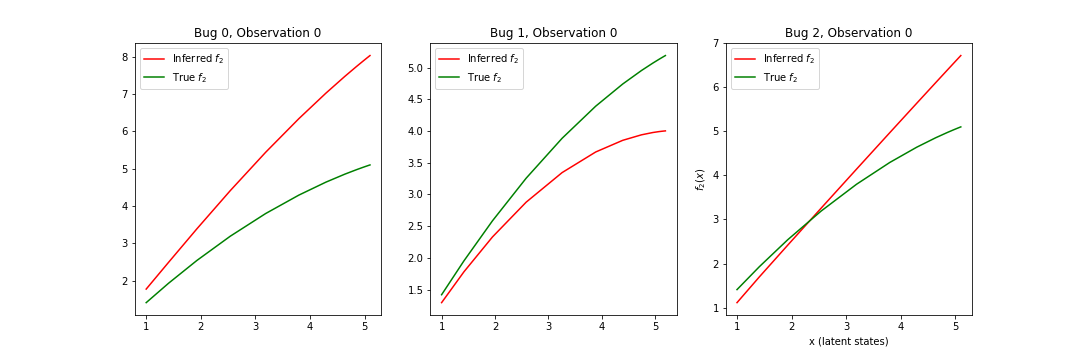 Bug 0, Observation 0
Inferred f₂
True f₂
8
7
6
5
4
3
2
1 2 3 4 5
Bug 1, Observation 0
Inferred f₂
True f₂
5.0
4.5
4.0
3.5
3.0
2.5
2.0
1.5
1 2 3 4 5
Bug 2, Observation 0
Inferred f₂
True f₂
f₂(x)
7
6
5
4
3
2
1
1 2 3 4 5
x (latent states)